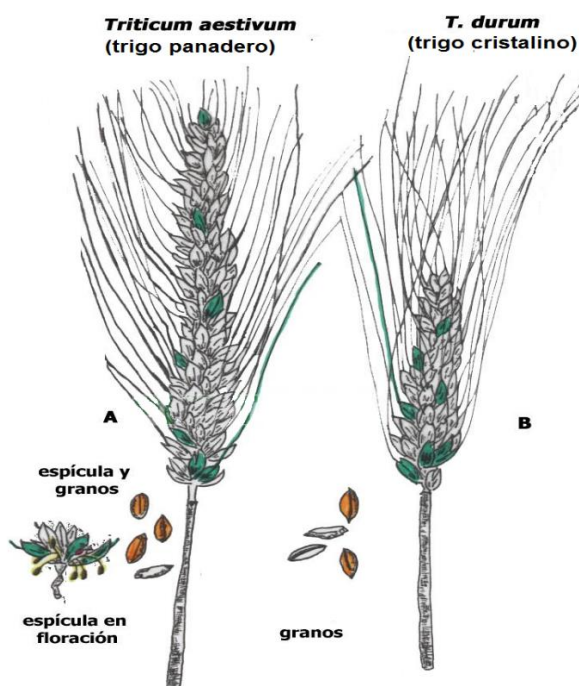 Triticum aestivum
(trigo panadero)
T. durum
(trigo cristalino)
A
B
espícula y
granos
espícula en
floración
granos